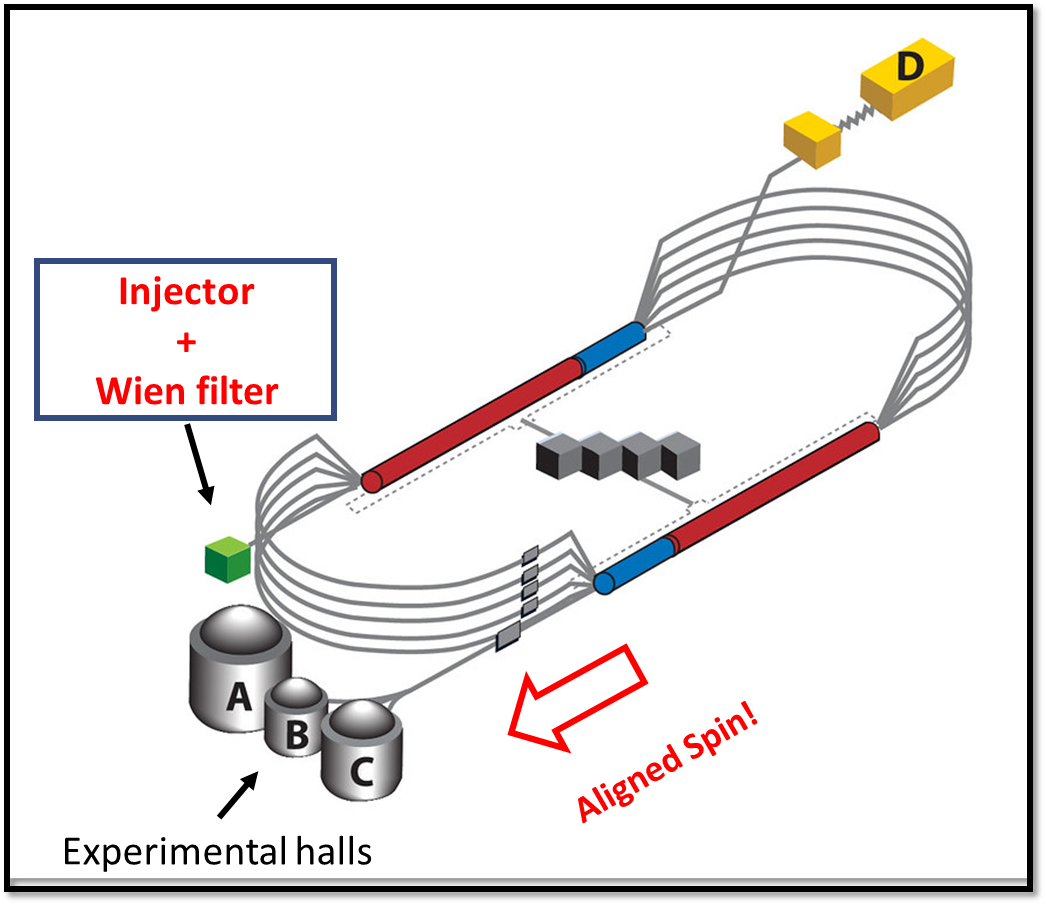 D
Injector
+
Wien filter
A
B
C
Aligned Spin!
Experimental halls